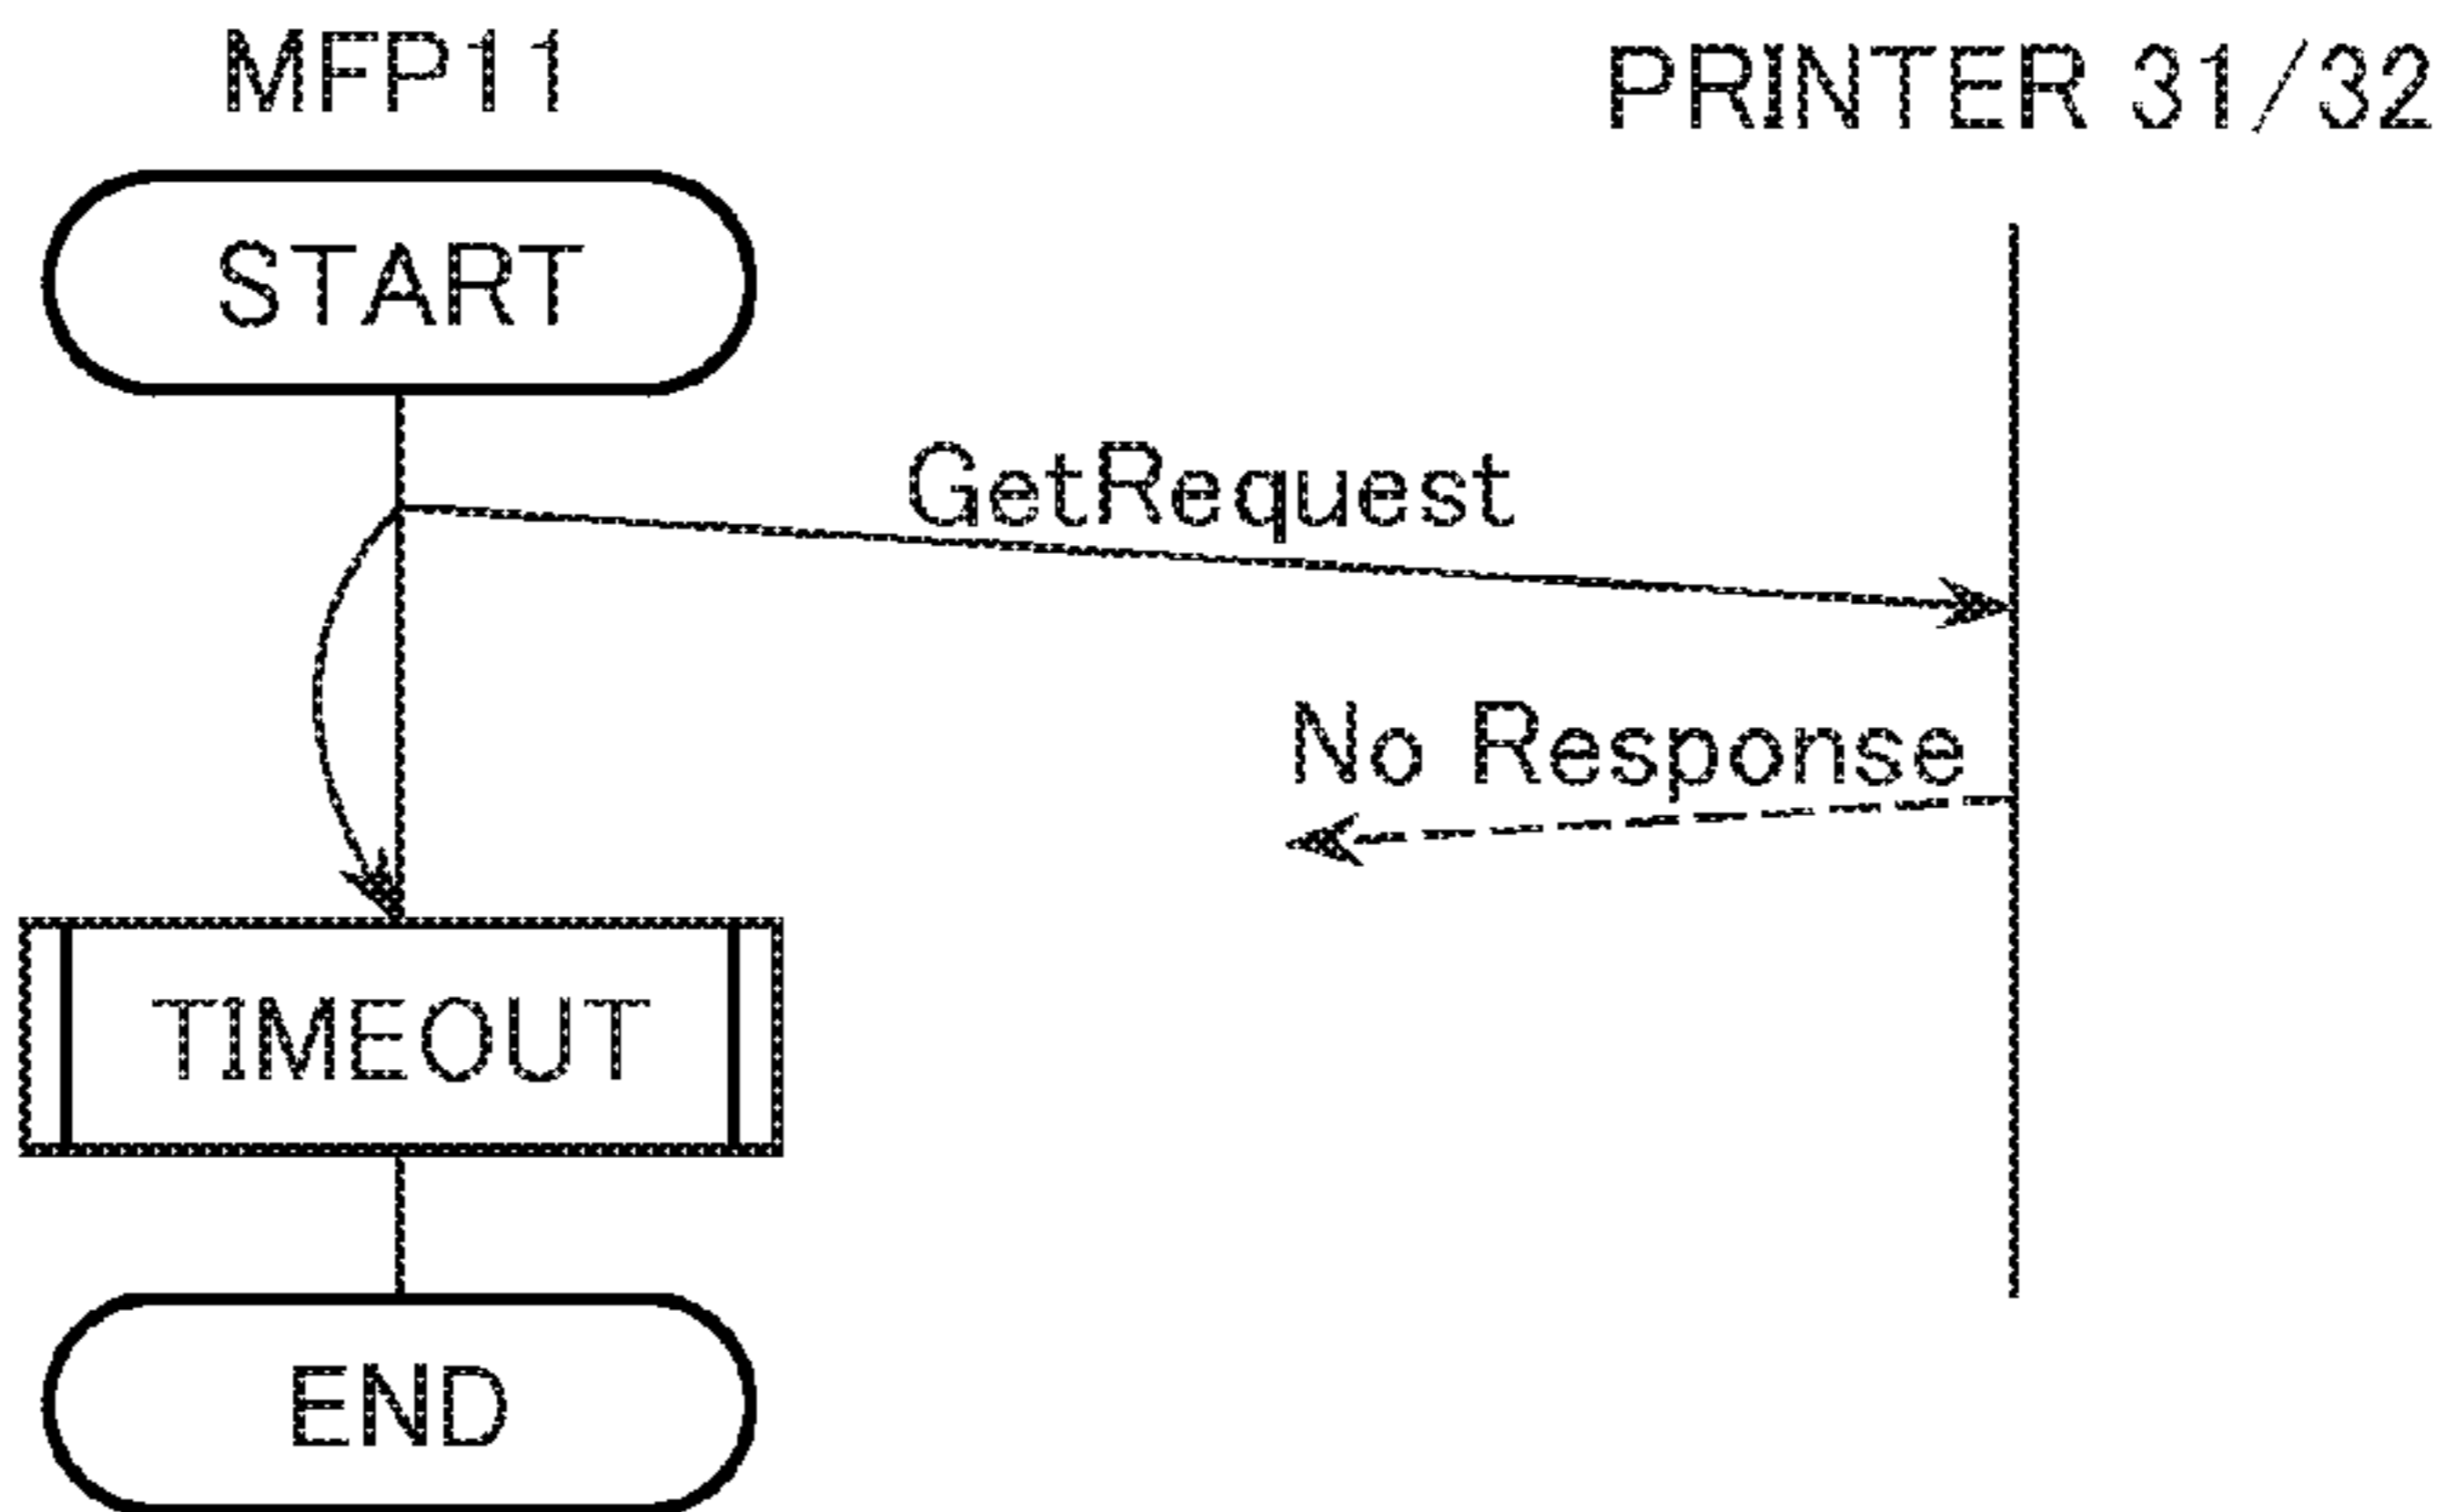 MFP11
PRINTER 31/32
START
GetRequest
No Response
TIMEOUT
END